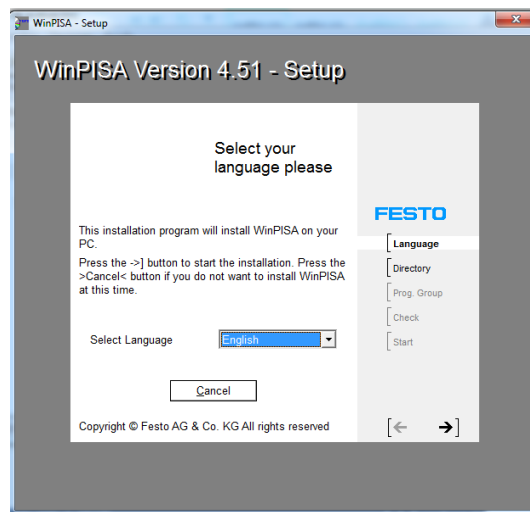 WinPISA - Setup
WinPISA Version 4.51 - Setup
Select your
language please
This installation program will install WinPISA on your
PC.
Press the ->] to start the installation. Press the
>Cancel< button if you do not want to install WinPISA
at this time.
Select Language
English
Cancel
Copyright © Festo AG & Co. KG All rights reserved
FESTO
Language
Directory
Prog. Group
Check
Start